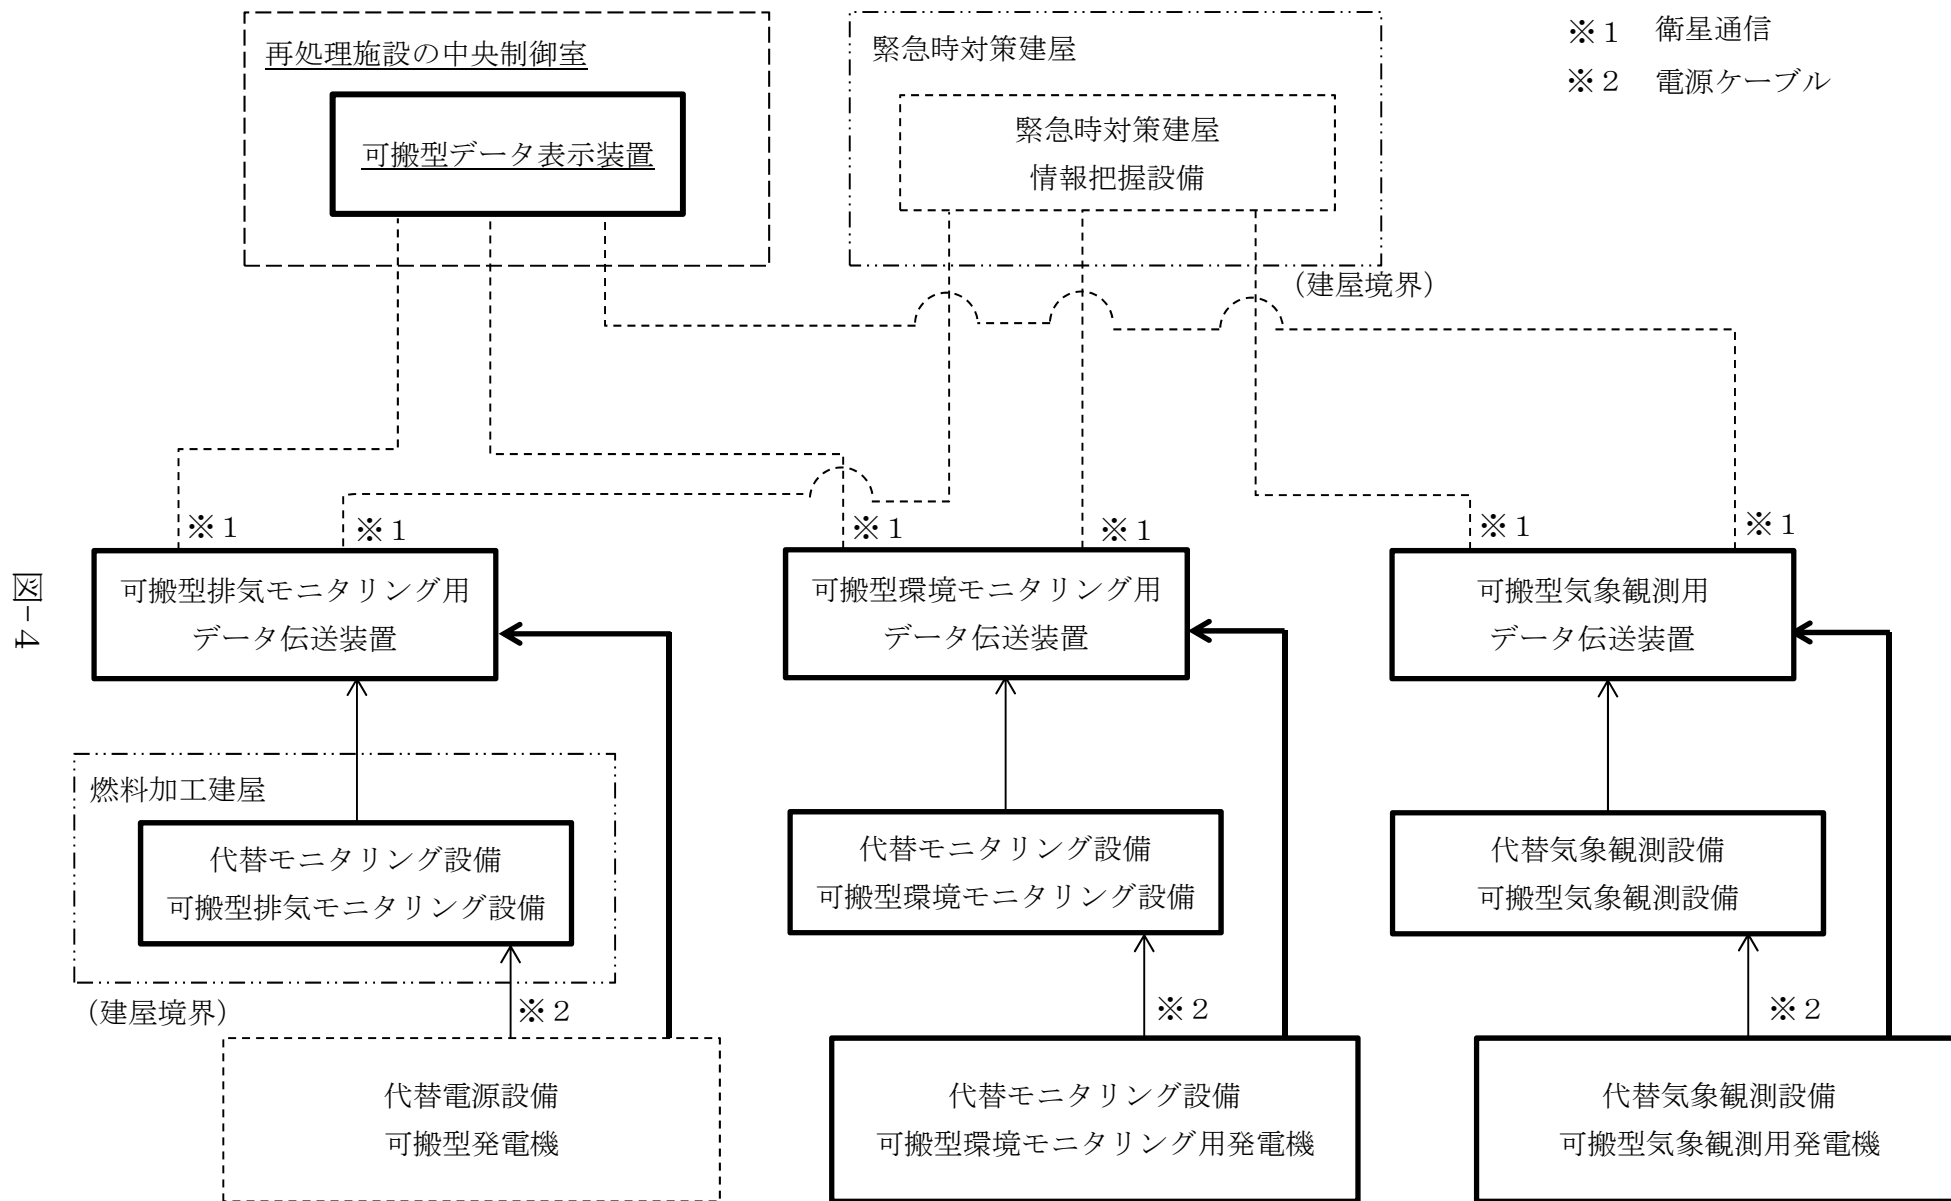 再処理施設の中央制御室
可搬型データ表示装置
緊急時対策建屋
緊急時対策建屋
情報把握設備
(建屋境界)
※1 衛星通信
※2 電源ケーブル
※1
※1
※1
※1
※1
※1
可搬型排気モニタリング用
データ伝送装置
可搬型環境モニタリング用
データ伝送装置
可搬型気象観測用
データ伝送装置
図-4
燃料加工建屋
代替モニタリング設備
可搬型排気モニタリング設備
代替モニタリング設備
可搬型環境モニタリング設備
代替気象観測設備
可搬型気象観測設備
(建屋境界)
※2
※2
※2
代替電源設備
可搬型発電機
代替モニタリング設備
可搬型環境モニタリング用発電機
代替気象観測設備
可搬型気象観測用発電機